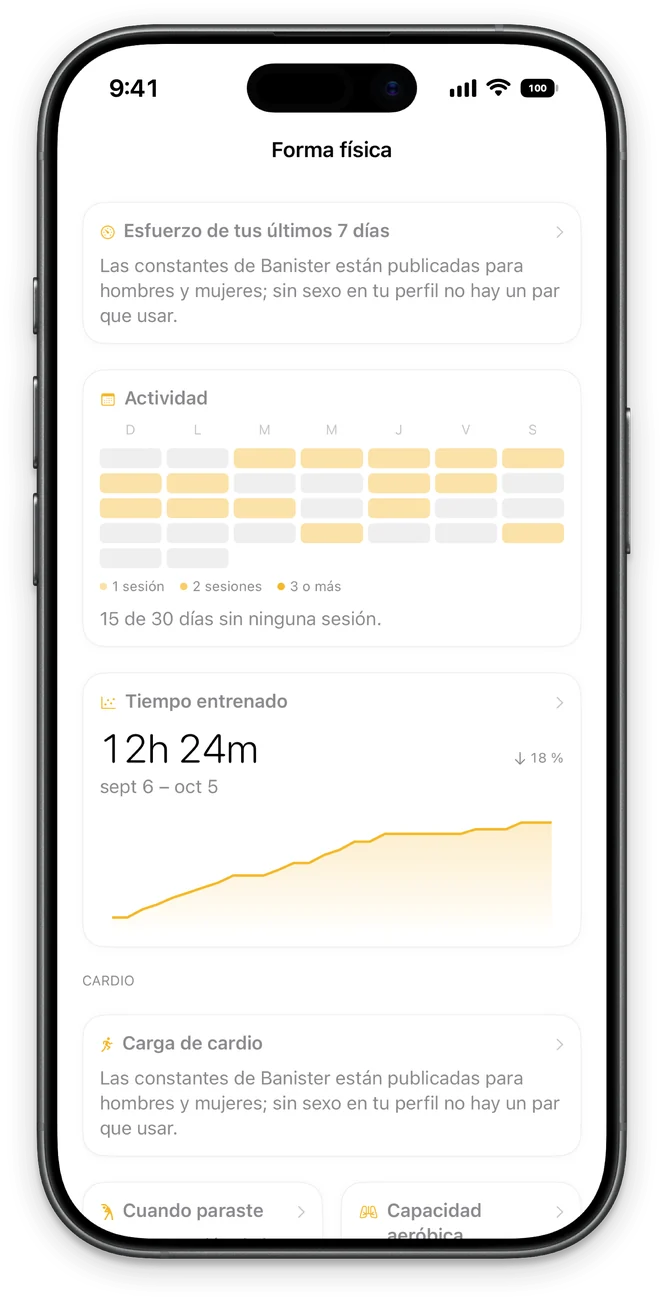 9:41
100
Forma física
Esfuerzo de tus últimos 7 días
Las constantes de Banister están publicadas para
hombres y mujeres; sin sexo en tu perfil no hay un par
que usar.
Actividad
D L M M J V S
1 sesión 2 sesiones 3 o más
15 de 30 días sin ninguna sesión.
Tiempo entrenado
12h 24m
↓ 18 %
sept 6 – oct 5
CARDIO
Carga de cardio
Las constantes de Banister están publicadas para
hombres y mujeres; sin sexo en tu perfil no hay un par
que usar.
Cuando paraste
Capacidad
aeróbica